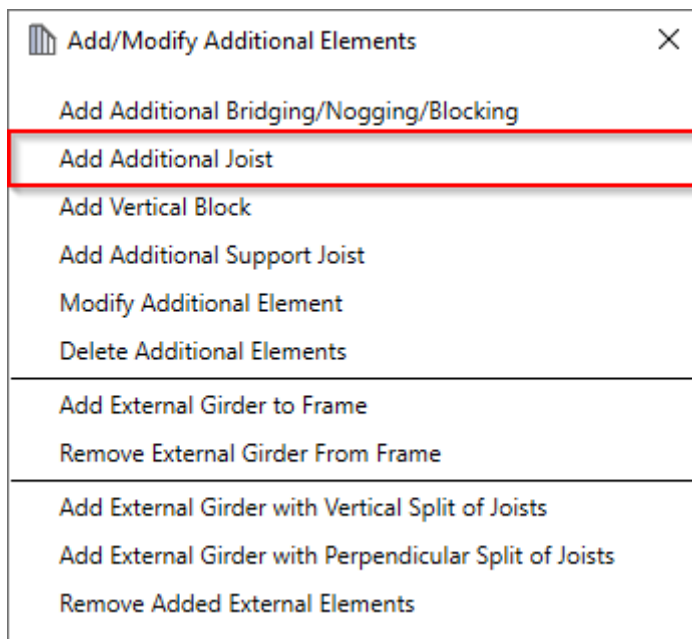 Add/Modify Additional Elements
Add Additional Bridging/Nogging/Blocking
Add Additional Joist
Add Vertical Block
Add Additional Support Joist
Modify Additional Element
Delete Additional Elements
Add External Girder to Frame
Remove External Girder From Frame
Add External Girder with Vertical Split of Joists
Add External Girder with Perpendicular Split of Joists
Remove Added External Elements